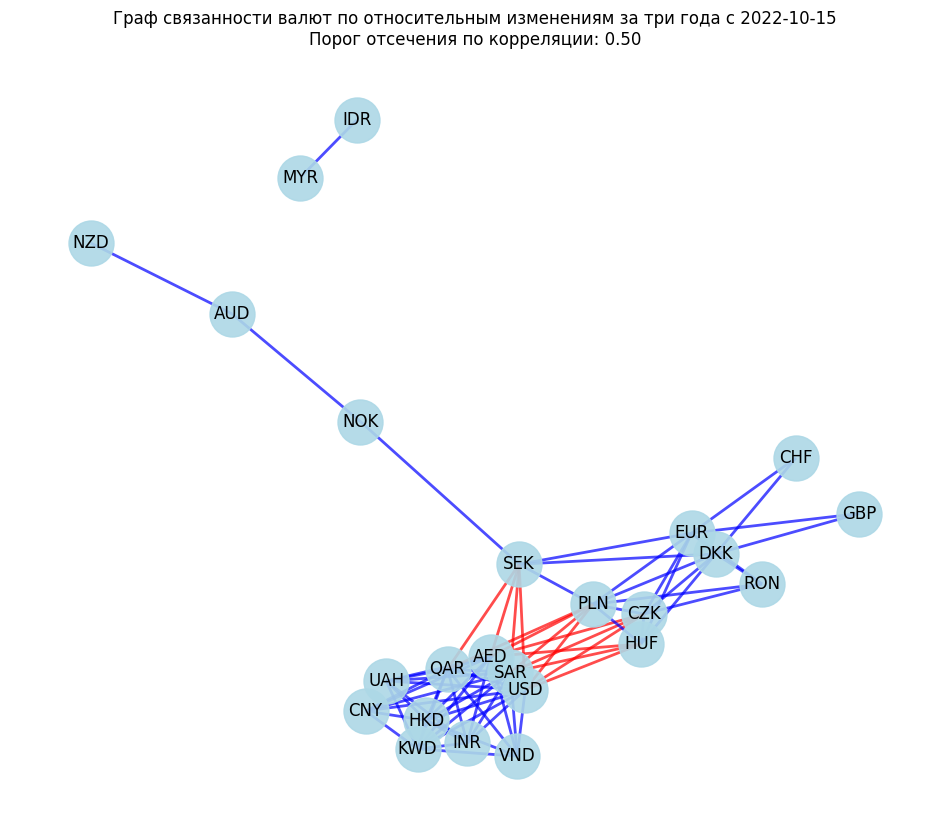 Граф связанности валют по относительным изменениям за три года с 2022-10-15
Порог отсечения по корреляции: 0.50
IDR
MYR
NZD
AUD
NOK
CHF
GBP
EUR
DKK
SEK
RON
PLN
CZK
HUF
AED
QAR
SAR
UAH
USD
CNY
HKD
INR
KWD
VND